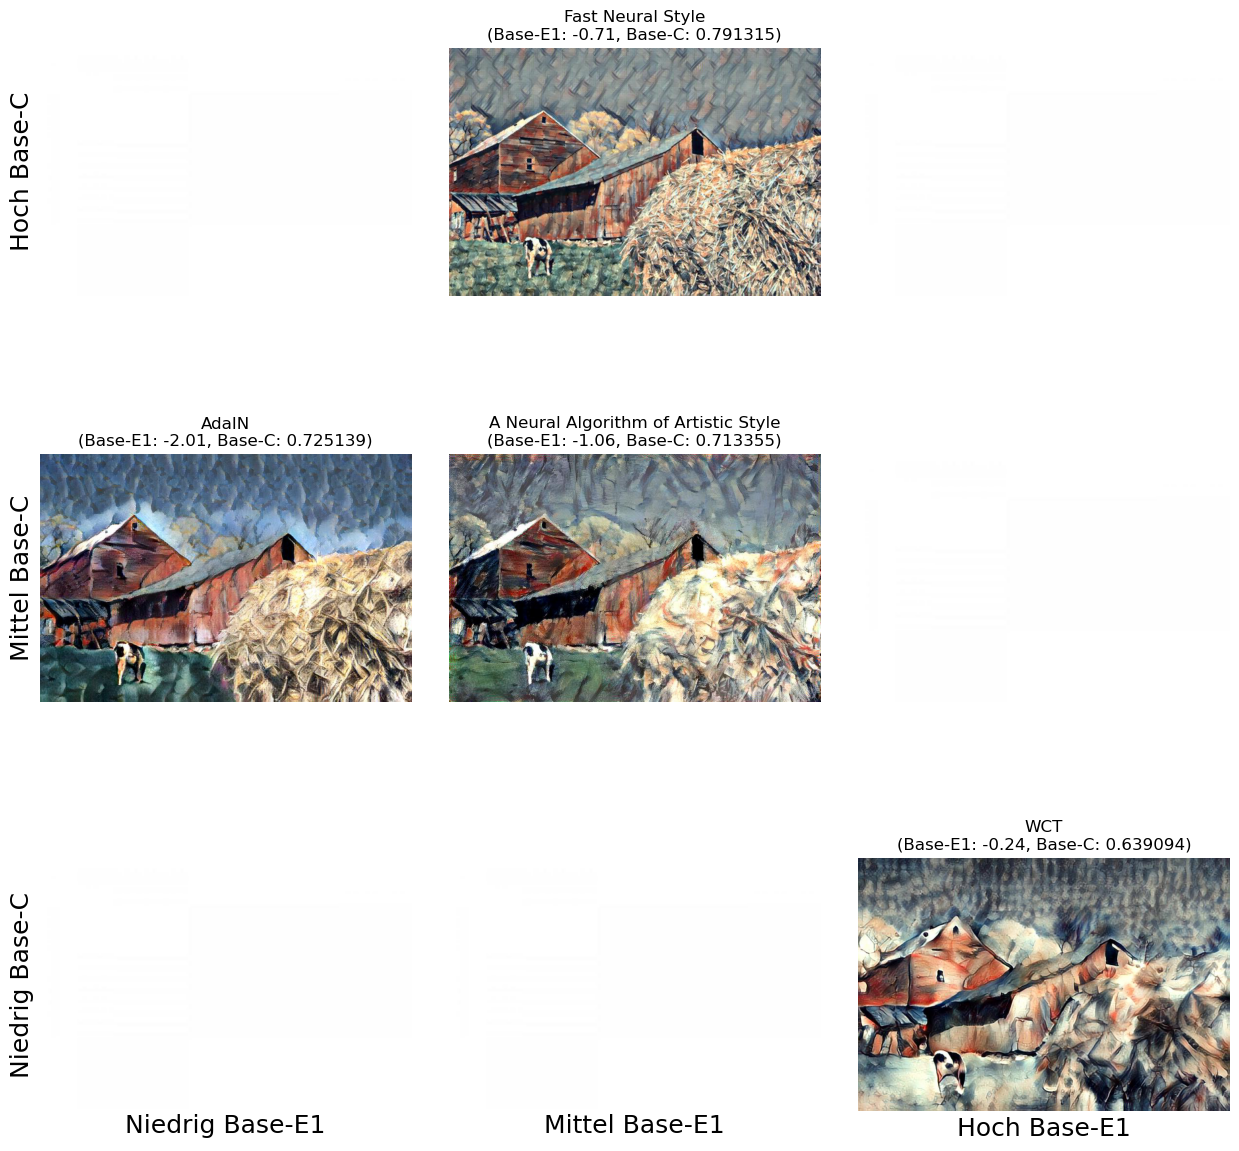 Fast Neural Style
(Base-E1: -0.71, Base-C: 0.791315)
Hoch Base-C
AdaIN
(Base-E1: -2.01, Base-C: 0.725139)
A Neural Algorithm of Artistic Style
(Base-E1: -1.06, Base-C: 0.713355)
Mittel Base-C
WCT
(Base-E1: -0.24, Base-C: 0.639094)
Niedrig Base-C
Niedrig Base-E1
Mittel Base-E1
Hoch Base-E1